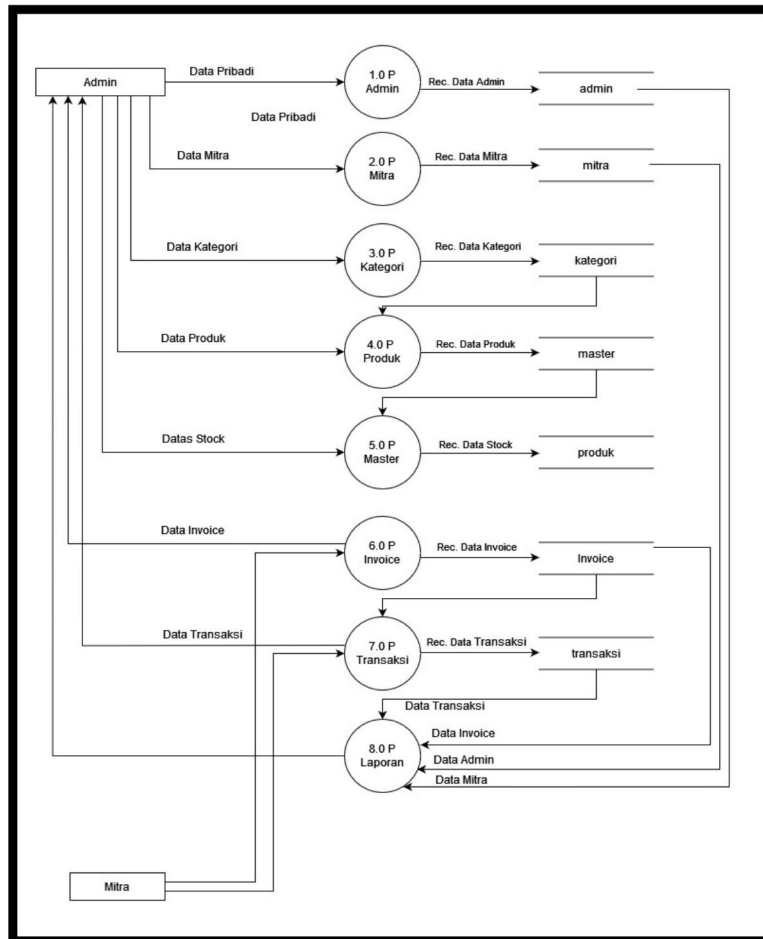 Admin
Data Pribadi
1.0 P
Admin
Rec. Data Admin
admin
Data Pribadi
Data Mitra
2.0 P
Mitra
Rec. Data Mitra
mitra
Data Kategori
3.0 P
Kategori
Rec. Data Kategori
kategori
Data Produk
4.0 P
Produk
Rec. Data Produk
master
Datas Stock
5.0 P
Master
Rec. Data Stock
produk
Data Invoice
6.0 P
Invoice
Rec. Data Invoice
Invoice
Data Transaksi
7.0 P
Transaksi
Rec. Data Transaksi
transaksi
Data Transaksi
8.0 P
Laporan
Data Invoice
Data Admin
Data Mitra
Mitra